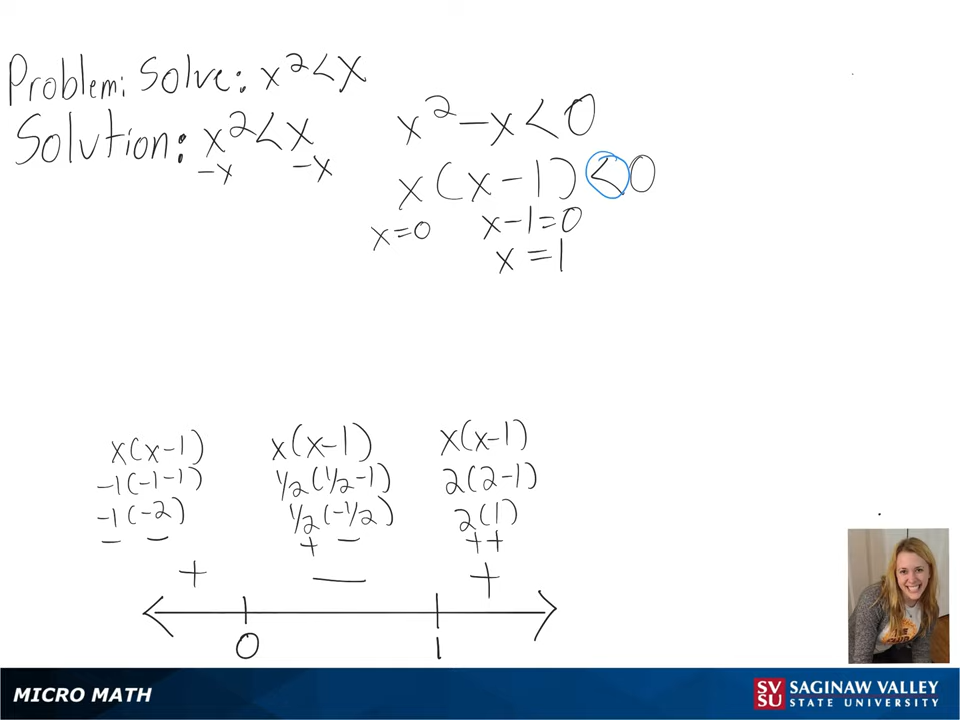 Problem: Solve: x² < x
Solution: x² < x
-x -x
x² - x < 0
x(x-1) < 0
x=0 x-1=0
x=1
x(x-1) x(x-1) x(x-1)
-1(-1-1) 1/2(1/2-1) 2(2-1)
-1(-2) 1/2(-1/2) 2(1)
- - + - ++
+ — +
0 1
MICRO MATH
SV SU SAGINAW VALLEY
STATE UNIVERSITY